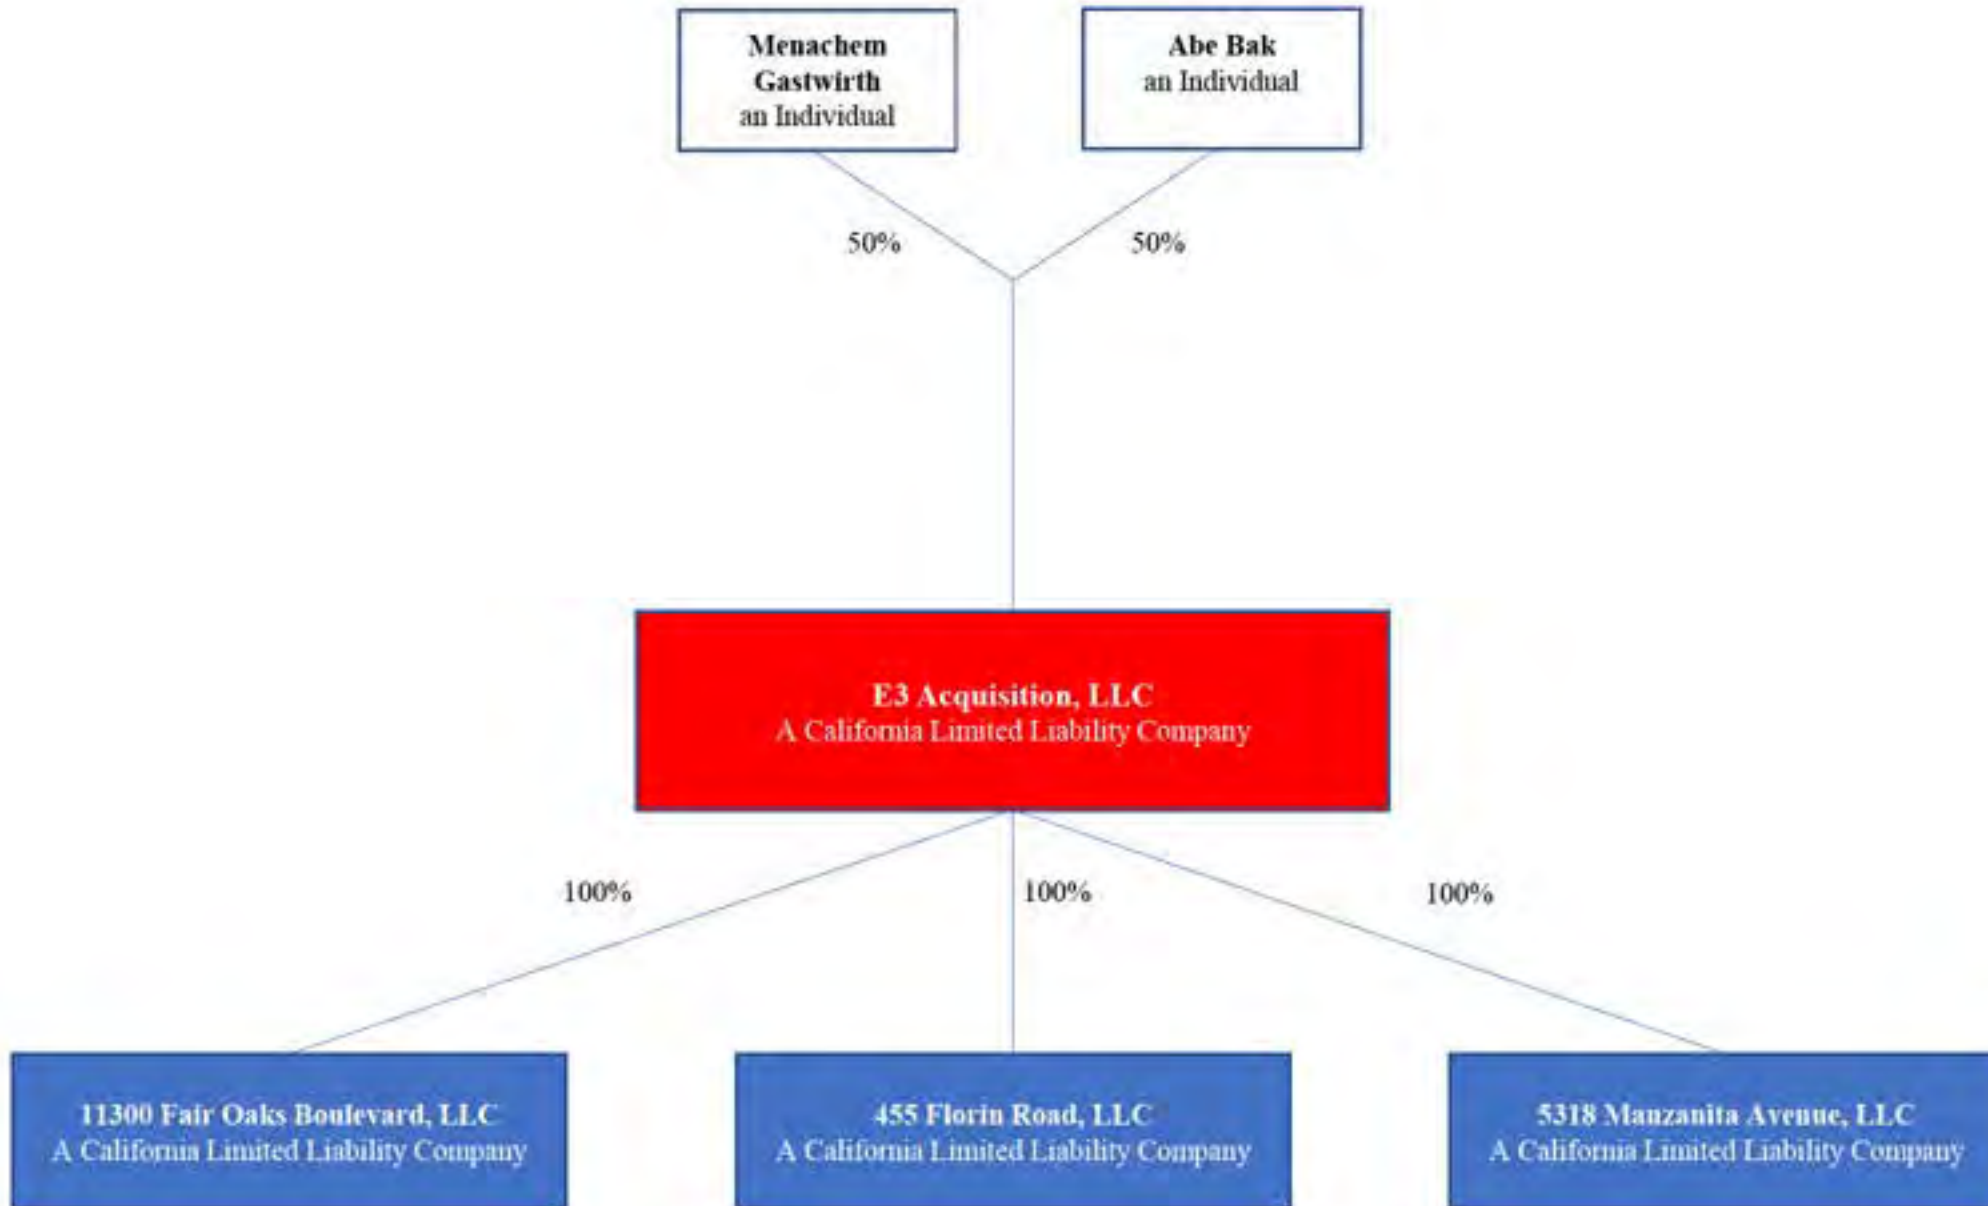 Menachem
Gastwirth
an Individual
Abe Bak
an Individual
50%
50%
E3 Acquisition, LLC
A California Limited Liability Company
100%
100%
100%
11300 Fair Oaks Boulevard, LLC
A California Limited Liability Company
455 Florin Road, LLC
A California Limited Liability Company
5318 Manzanita Avenue, LLC
A California Limited Liability Company